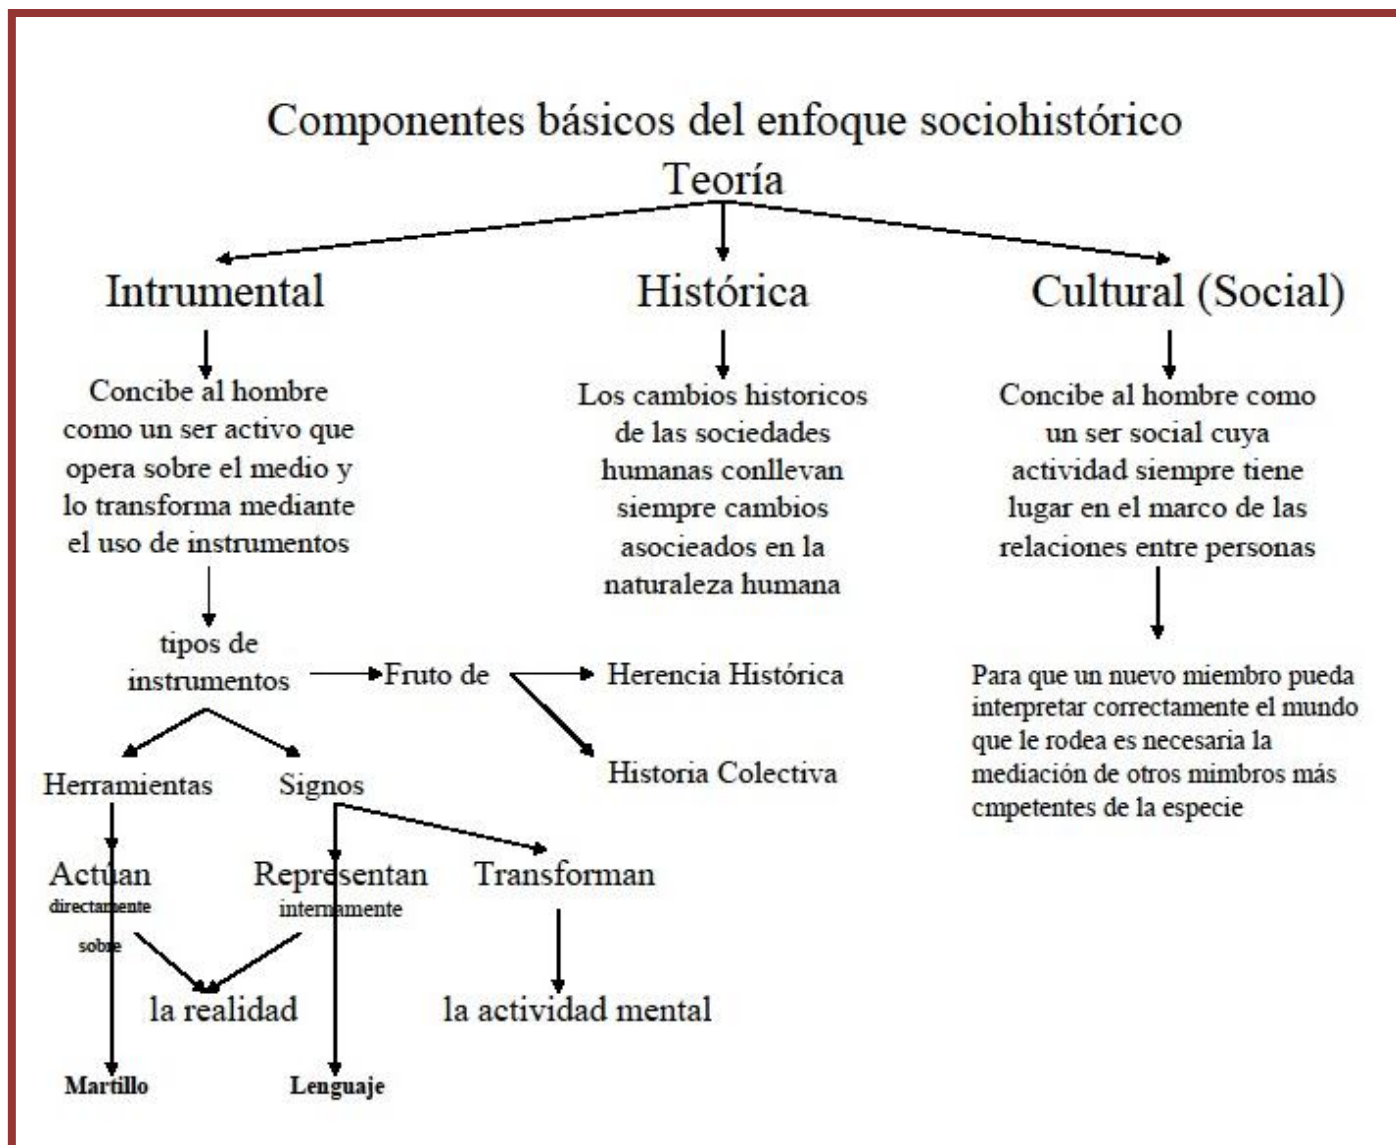 Componentes básicos del enfoque sociohistórico
Teoría
Intrumental
Histórica
Cultural (Social)
Concibe al hombre
como un ser activo que
opera sobre el medio y
lo transforma mediante
el uso de instrumentos
Los cambios historicos
de las sociedades
humanas conllevan
siempre cambios
asocieados en la
naturaleza humana
Concibe al hombre como
un ser social cuya
actividad siempre tiene
lugar en el marco de las
relaciones entre personas
tipos de
instrumentos
Fruto de
Herencia Histórica
Historia Colectiva
Para que un nuevo miembro pueda
interpretar correctamente el mundo
que le rodea es necesaria la
mediación de otros mimbros más
cmpetentes de la especie
Herramientas
Signos
Actúan
directamente
sobre
Representan
internamente
Transforman
la realidad
la actividad mental
Martillo
Lenguaje